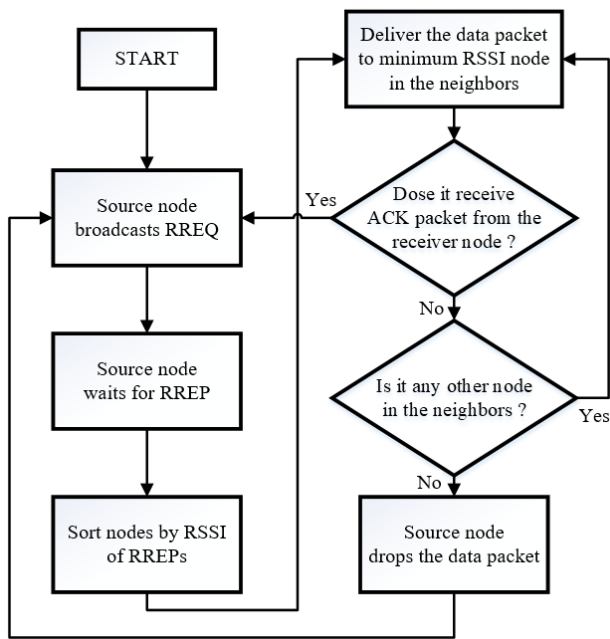 START
Source node
broadcasts RREQ
Source node
waits for RREP
Sort nodes by RSSI
of RREPs
Deliver the data packet
to minimum RSSI node
in the neighbors
Yes
Dose it receive
ACK packet from the
receiver node ?
No
Is it any other node
in the neighbors ?
Yes
No
Source node
drops the data packet